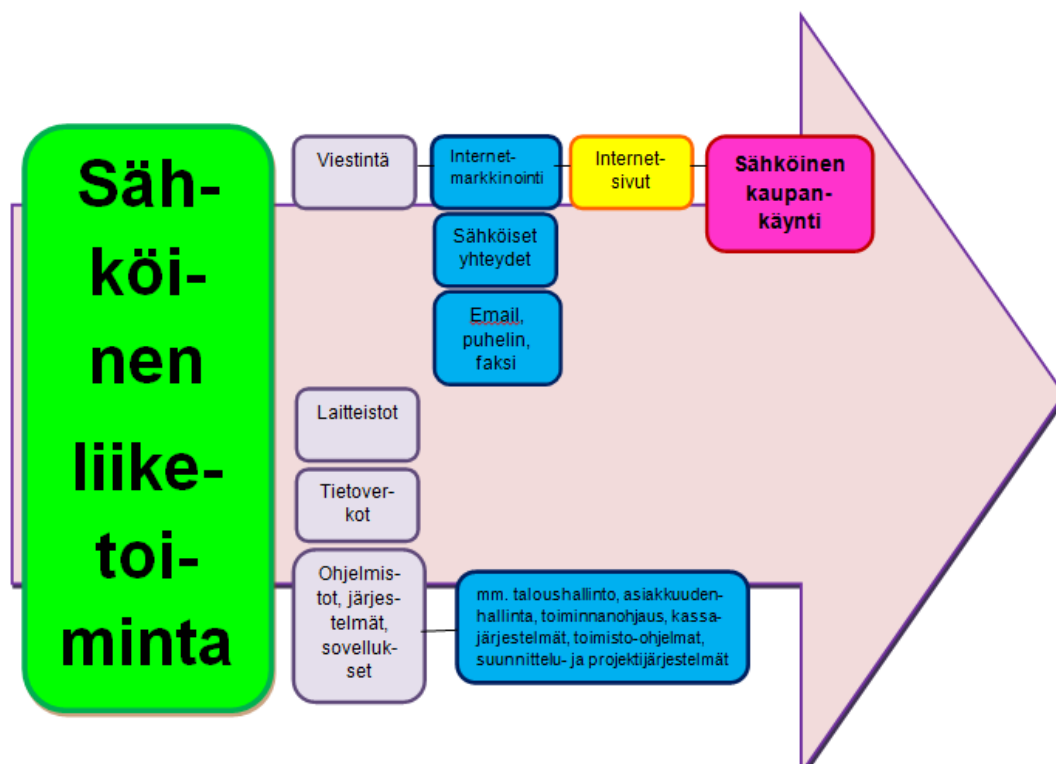 Säh-
köi-
nen
liike-
toi-
minta
Viestintä
Internet-
markkinointi
Internet-
sivut
Sähköinen
kaupan-
käynti
Sähköiset
yhteydet
Email,
puhelin,
faksi
Laitteistot
Tietover-
kot
Ohjelmis-
tot, järjes-
telmät,
sovelluk-
set
mm. taloushallinto, asiakkuuden-
hallinta, toiminnanohjaus, kassa-
järjestelmät, toimisto-ohjelmat,
suunnittelu- ja projektijärjestelmät